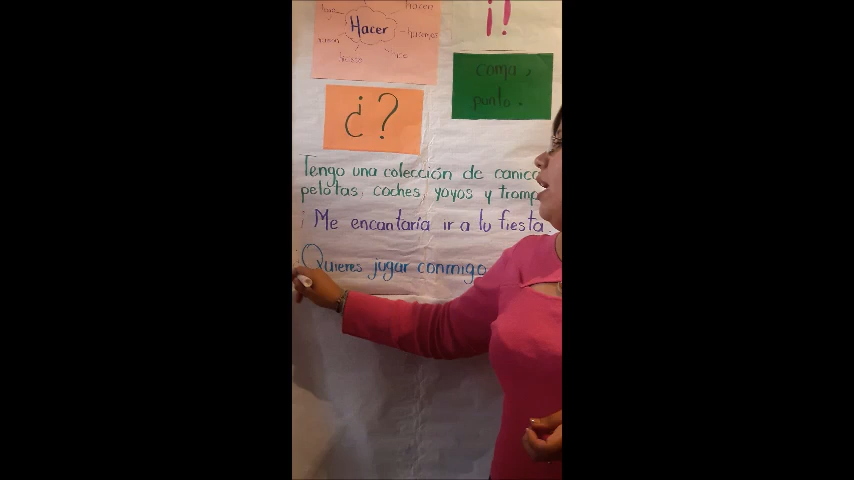 hacer
Hacer
¡!
coma ,
punto .
¿?
Tengo una colección de canica
pelotas, coches, yoyos y tromp
¡Me encantaría ir a tu fiesta
Quieres jugar conmigo